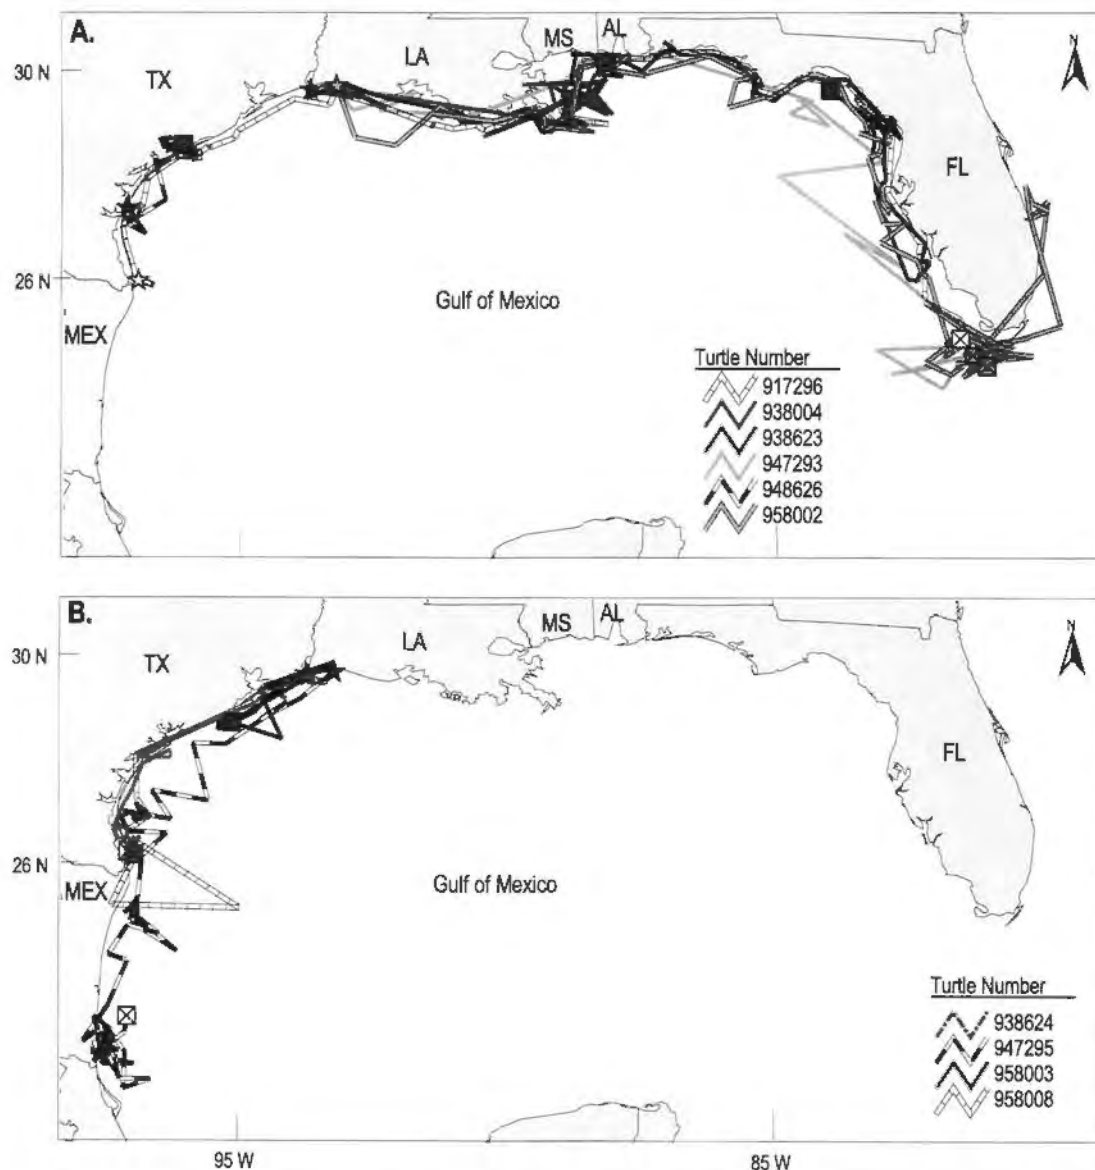 A.
MS
AL
N
LA
30 N
TX
FL
26 N
Gulf of Mexico
MEX
Turtle Number
917296
938004
938623
947293
948626
958002
B.
MS
AL
N
LA
30 N
TX
FL
26 N
MEX
Gulf of Mexico
Turtle Number
938624
947295
958003
958008
95 W
85 W